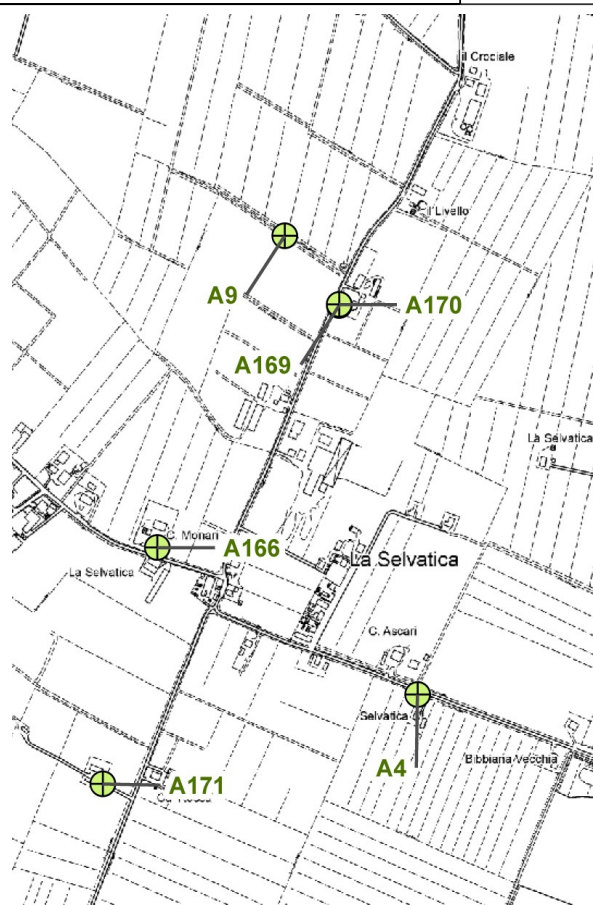 il Crociale
il Livello
A9
A170
A169
La Selvatica
C. Monari
A166
La Selvatica
La Selvatica
C. Ascari
Selvatica
A4
Bibbiana Vecchia
A171